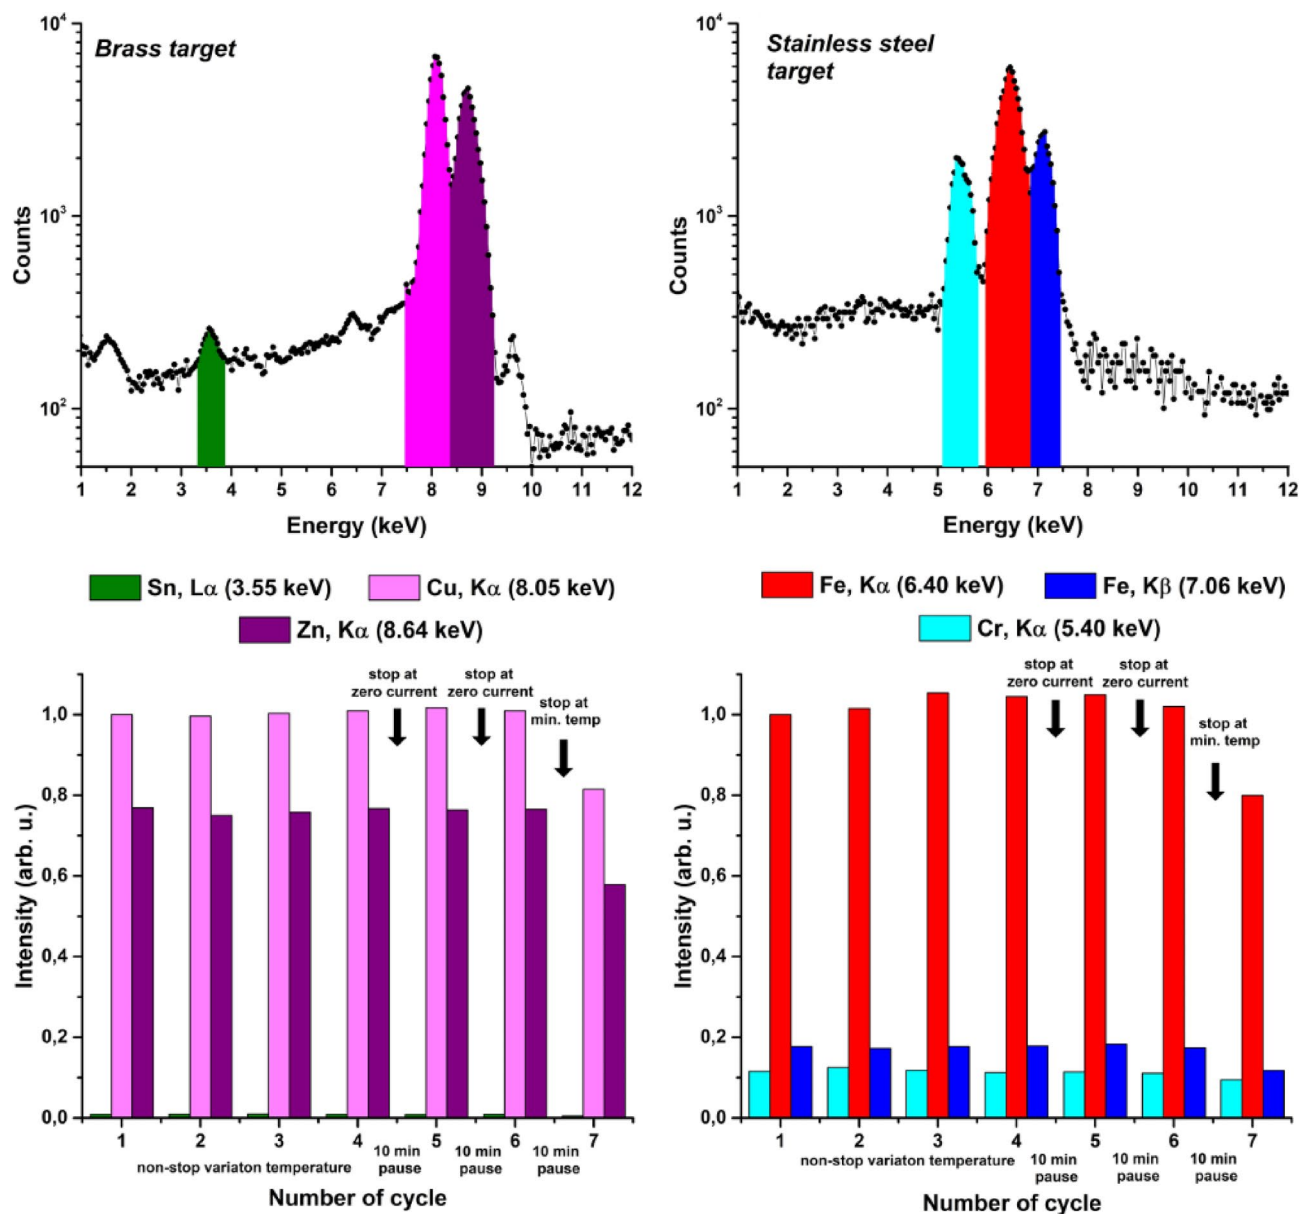 Brass target
10⁴
10³
10²
Counts
1 2 3 4 5 6 7 8 9 10 11 12
Energy (keV)
Stainless steel
target
10⁴
10³
10²
Counts
1 2 3 4 5 6 7 8 9 10 11 12
Energy (keV)
Sn, Lα (3.55 keV)
Cu, Kα (8.05 keV)
Zn, Kα (8.64 keV)
Fe, Kα (6.40 keV)
Fe, Kβ (7.06 keV)
Cr, Kα (5.40 keV)
stop at
zero current
stop at
zero current
stop at
min. temp
1,0
0,8
0,6
0,4
0,2
0,0
Intensity (arb. u.)
1 2 3 4 5 6 7
non-stop variaton temperature
10 min
pause
10 min
pause
10 min
pause
Number of cycle
stop at
zero current
stop at
zero current
stop at
min. temp
1,0
0,8
0,6
0,4
0,2
0,0
Intensity (arb. u.)
1 2 3 4 5 6 7
non-stop variaton temperature
10 min
pause
10 min
pause
10 min
pause
Number of cycle